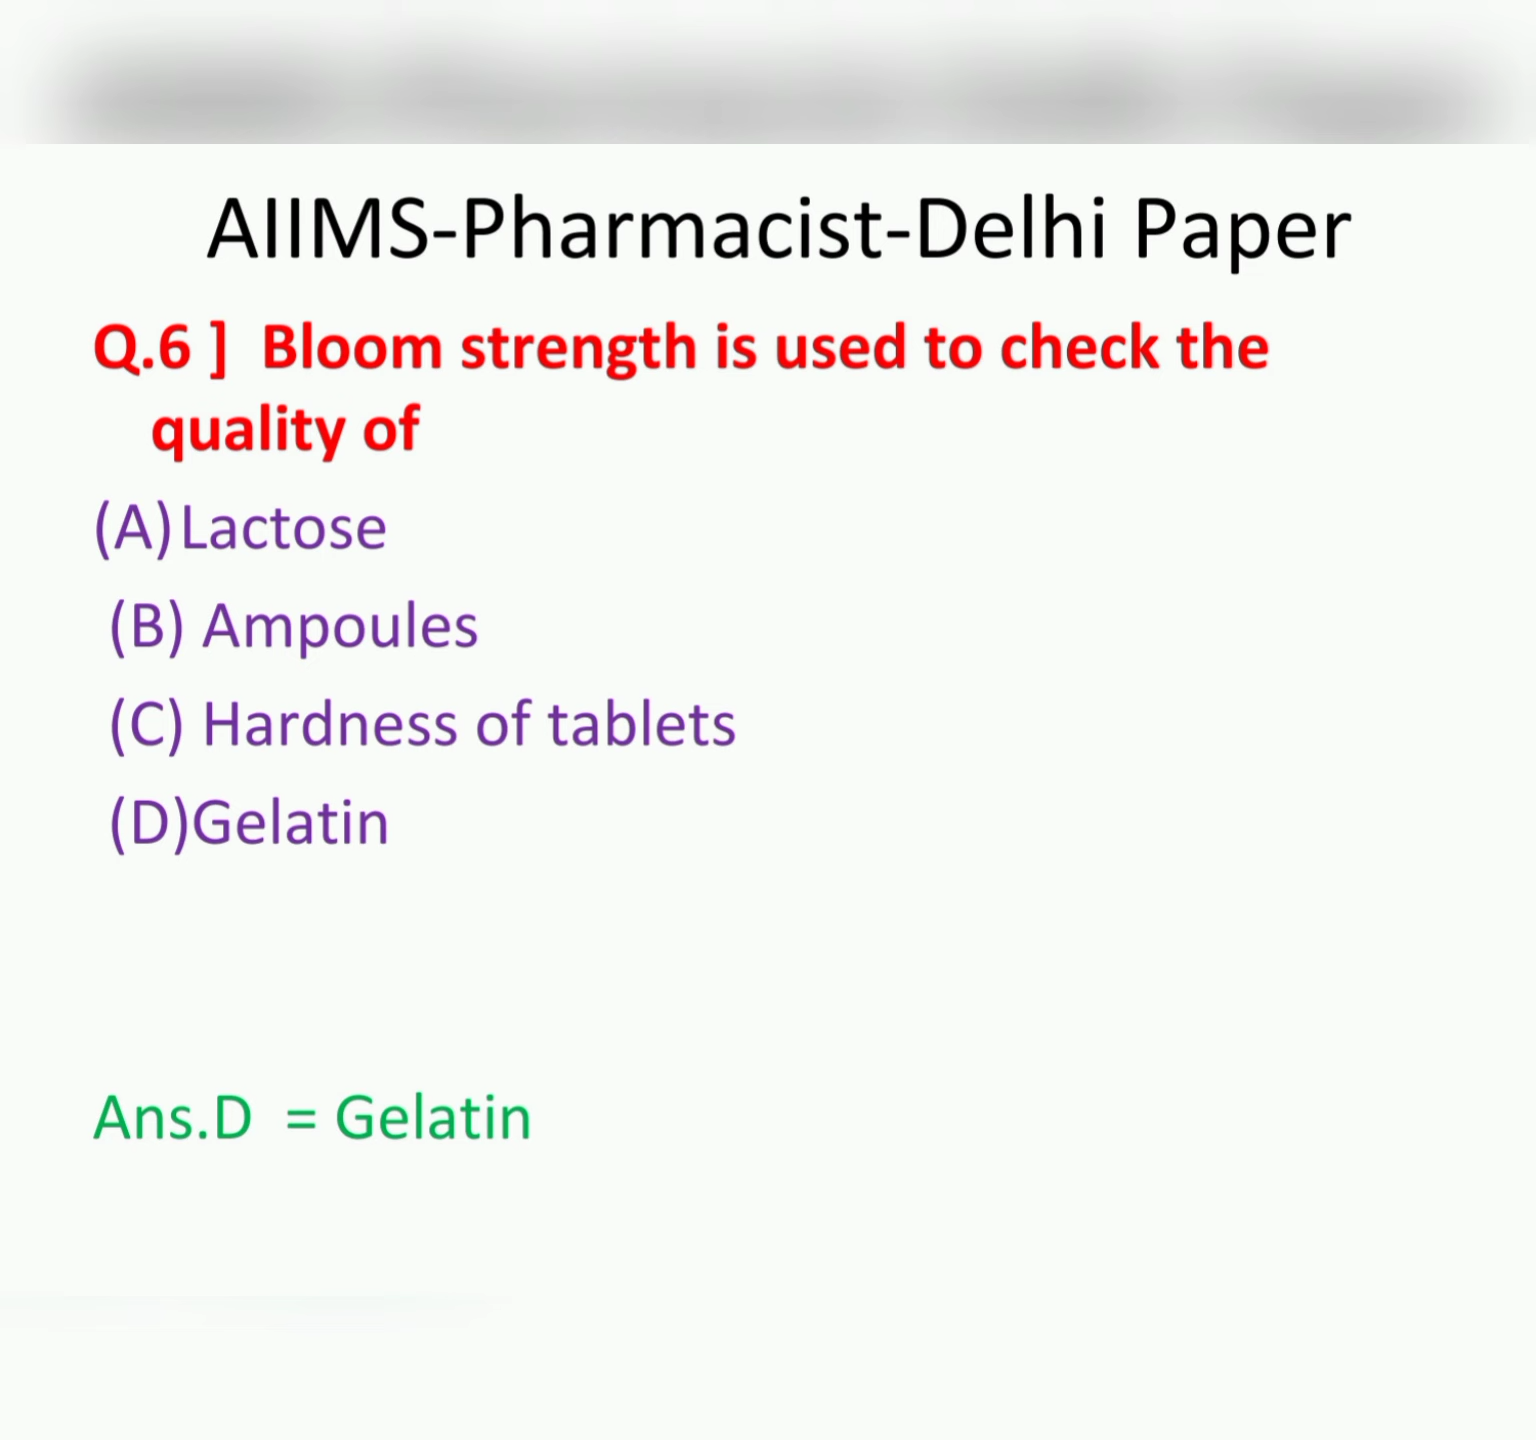 AIIMS-Pharmacist-Delhi Paper
Q.6 ] Bloom strength is used to check the
quality of
(A)Lactose
(B) Ampoules
(C) Hardness of tablets
(D)Gelatin
Ans.D = Gelatin